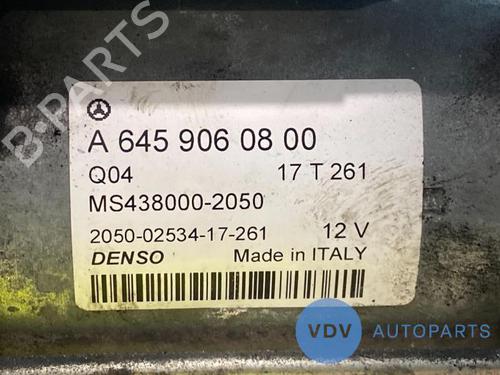 B-PARTS
A 645 906 08 00
Q04 17 T 261
MS438000-2050
2050-02534-17-261 12 V
DENSO Made in ITALY
VDV AUTOPARTS